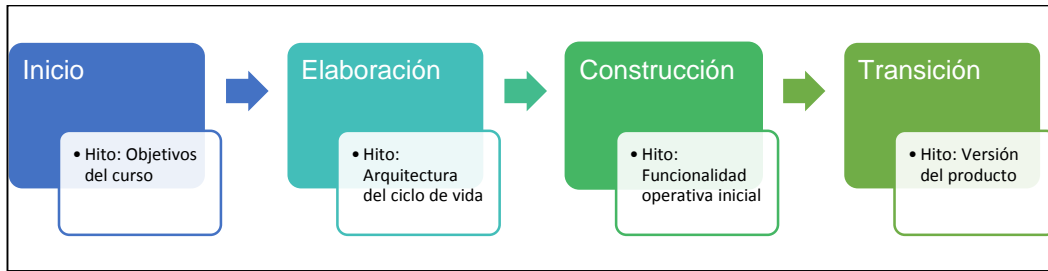 Inicio
• Hito: Objetivos
del curso
Elaboración
• Hito:
Arquitectura
del ciclo de vida
Construcción
• Hito:
Funcionalidad
operativa inicial
Transición
• Hito: Versión
del producto